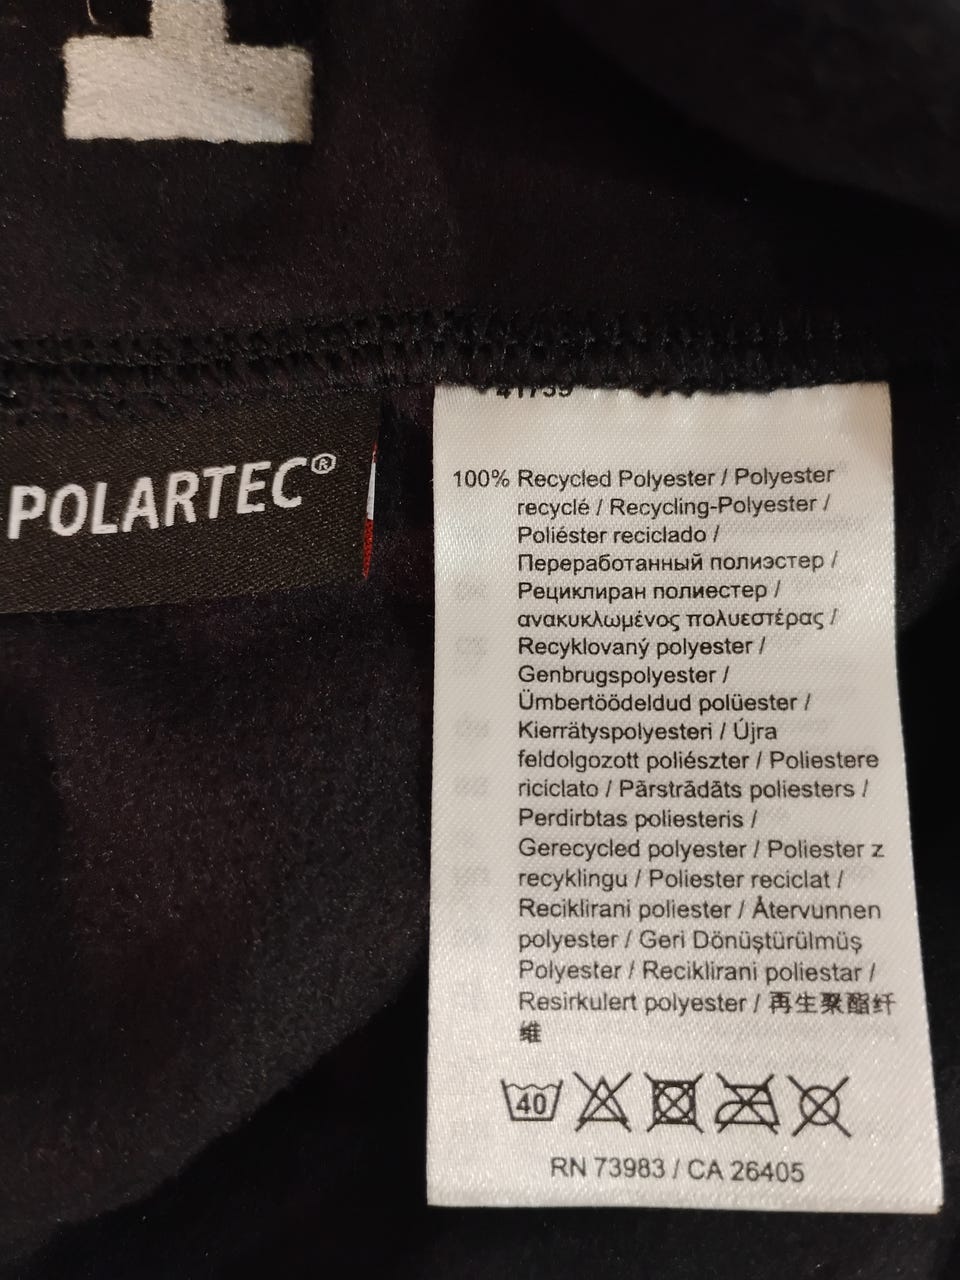 41739
POLARTEC®
100% Recycled Polyester / Polyester
recyclé / Recycling-Polyester /
Poliéster reciclado /
Переработанный полиэстер /
Рециклиран полиестер /
ανακυκλωμένος πολυεστέρας /
Recyklovaný polyester /
Genbrugspolyester /
Ümbertöödeldud polüester /
Kierrätyspolyesteri / Újra
feldolgozott poliészter / Poliestere
riciclato / Pārstrādāts poliesters /
Perdirbtas poliesteris /
Gerecycled polyester / Poliester z
recyklingu / Poliester reciclat /
Reciklirani poliester / Återvunnen
polyester / Geri Dönüştürülmüş
Polyester / Reciklirani poliestar /
Resirkulert polyester / 再生聚酯纤
维
40
RN 73983 / CA 26405